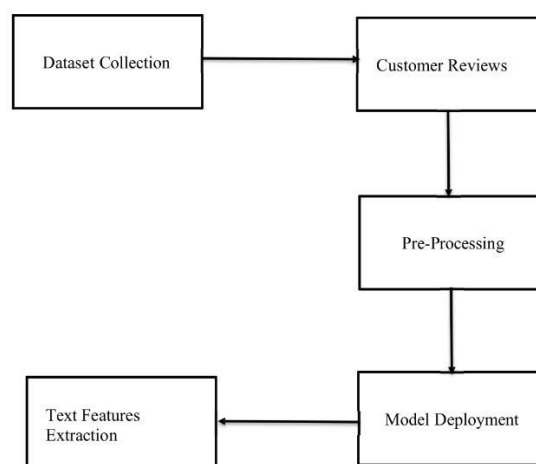 Dataset Collection
Customer Reviews
Pre-Processing
Model Deployment
Text Features
Extraction